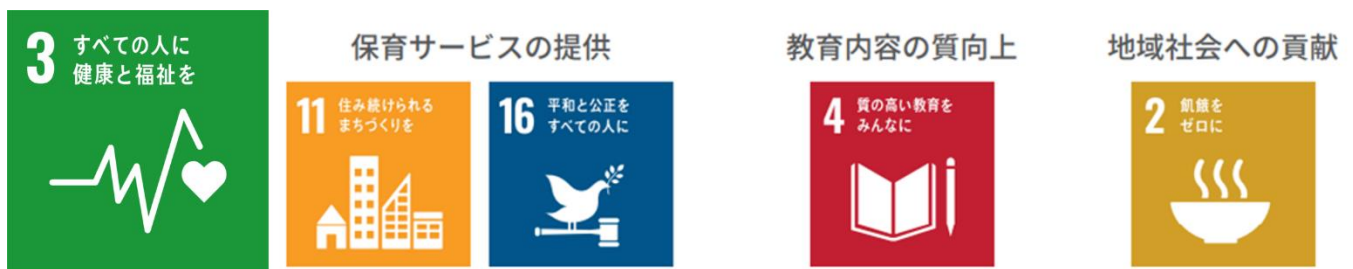 3
すべての人に
健康と福祉を
保育サービスの提供
11
住み続けられる
まちづくりを
16
平和と公正を
すべての人に
教育内容の質向上
4
質の高い教育を
みんなに
地域社会への貢献
2
飢餓を
ゼロに